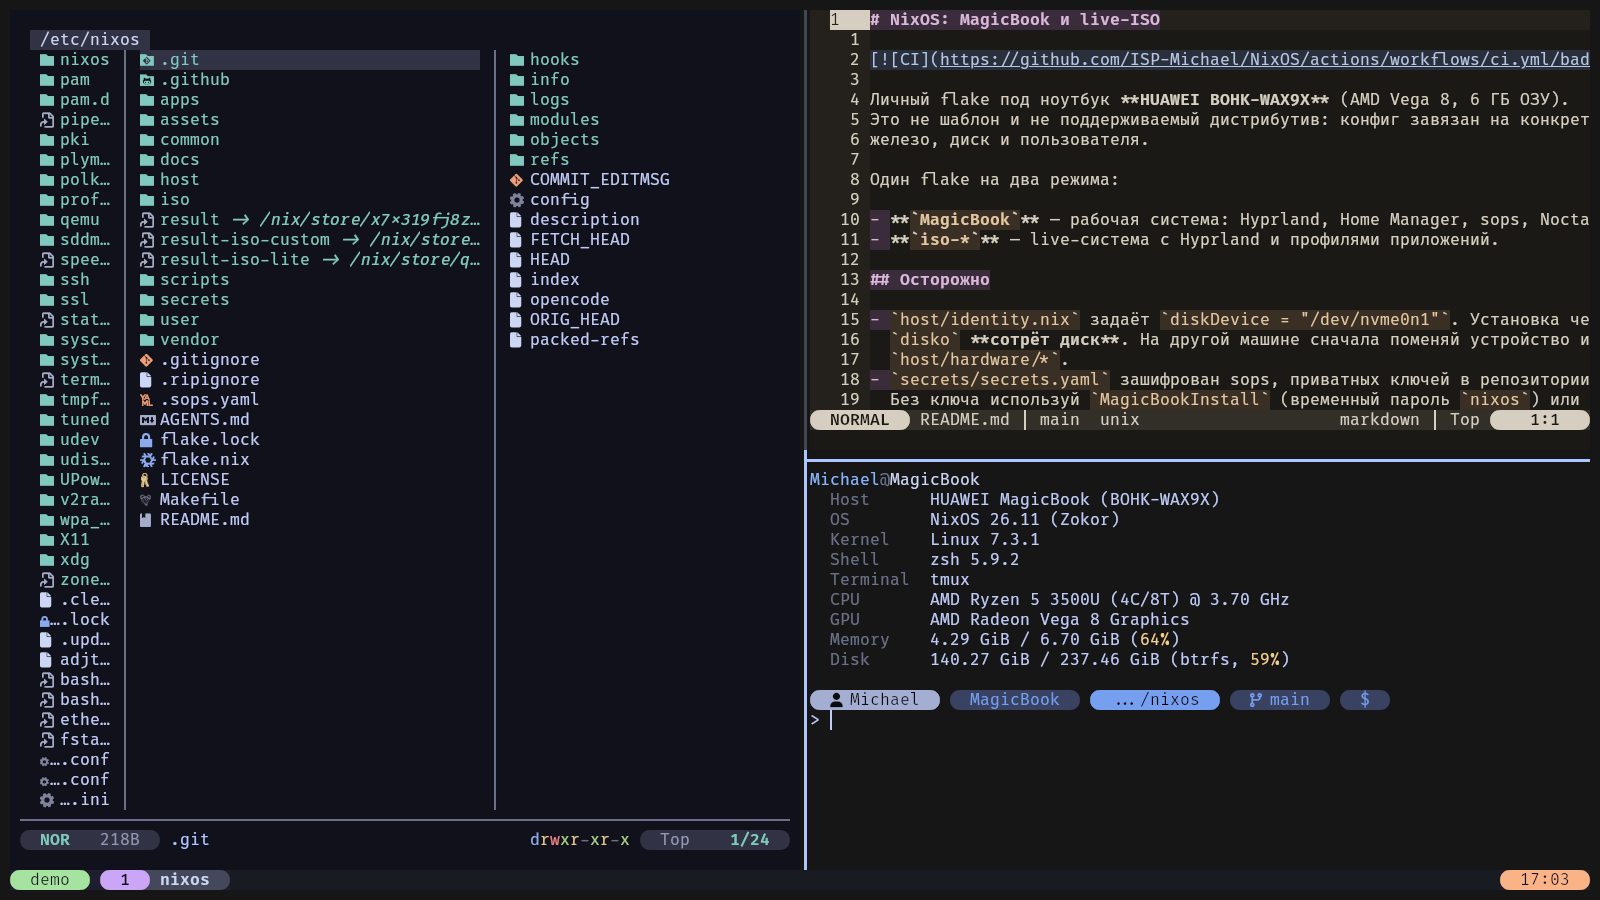 /etc/nixos
nixos
pam
pam.d
pipe…
pki
plym…
polk…
prof…
qemu
sddm…
spee…
ssh
ssl
stat…
sysc…
syst…
term…
tmpf…
tuned
udev
udis…
UPow…
v2ra…
wpa_…
X11
xdg
zone…
.cle…
….lock
.upd…
adjt…
bash…
bash…
ethe…
fsta…
….conf
….conf
….ini
.git
.github
apps
assets
common
docs
host
iso
result -> /nix/store/x7x319fj8z…
result-iso-custom -> /nix/store…
result-iso-lite -> /nix/store/q…
scripts
secrets
user
vendor
.gitignore
.ripignore
.sops.yaml
AGENTS.md
flake.lock
flake.nix
LICENSE
Makefile
README.md
hooks
info
logs
modules
objects
refs
COMMIT_EDITMSG
config
description
FETCH_HEAD
HEAD
index
opencode
ORIG_HEAD
packed-refs
NOR 218B .git drwxr-xr-x Top 1/24
1 # NixOS: MagicBook и live-ISO
1
2 [![CI](https://github.com/ISP-Michael/NixOS/actions/workflows/ci.yml/bad
3
4 Личный flake под ноутбук **HUAWEI BOHK-WAX9X** (AMD Vega 8, 6 ГБ ОЗУ).
5 Это не шаблон и не поддерживаемый дистрибутив: конфиг завязан на конкрет
6 железо, диск и пользователя.
7
8 Один flake на два режима:
9
10 - **`MagicBook`** — рабочая система: Hyprland, Home Manager, sops, Nocta
11 - **`iso-*`** — live-система с Hyprland и профилями приложений.
12
13 ## Осторожно
14
15 - `host/identity.nix` задаёт `diskDevice = "/dev/nvme0n1"`. Установка че
16 `disko` **сотрёт диск**. На другой машине сначала поменяй устройство и
17 `host/hardware/*`.
18 - `secrets/secrets.yaml` зашифрован sops, приватных ключей в репозитории
19 Без ключа используй `MagicBookInstall` (временный пароль `nixos`) или
NORMAL README.md | main unix markdown | Top 1:1
Michael@MagicBook
Host HUAWEI MagicBook (BOHK-WAX9X)
OS NixOS 26.11 (Zokor)
Kernel Linux 7.3.1
Shell zsh 5.9.2
Terminal tmux
CPU AMD Ryzen 5 3500U (4C/8T) @ 3.70 GHz
GPU AMD Radeon Vega 8 Graphics
Memory 4.29 GiB / 6.70 GiB (64%)
Disk 140.27 GiB / 237.46 GiB (btrfs, 59%)
Michael MagicBook .../nixos main $
>
demo 1 nixos 17:03